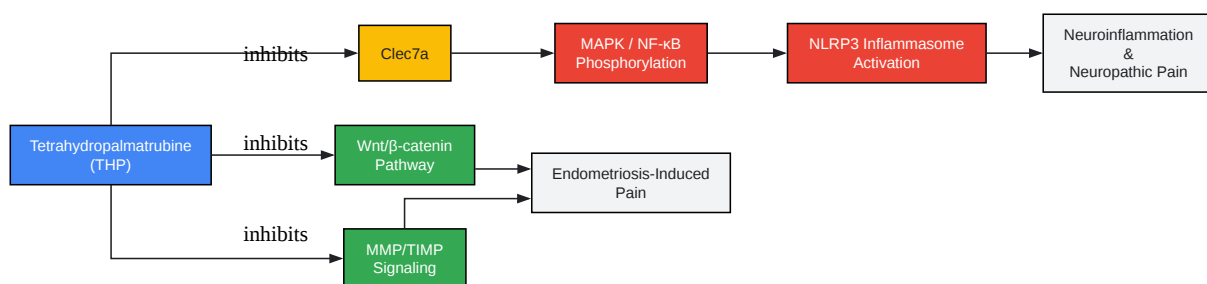 inhibits
Clec7a
MAPK / NF-κB
Phosphorylation
NLRP3 Inflammasome
Activation
Neuroinflammation
&
Neuropathic Pain
Tetrahydropalmatrubine
(THP)
inhibits
Wnt/β-catenin
Pathway
Endometriosis-Induced
Pain
inhibits
MMP/TIMP
Signaling